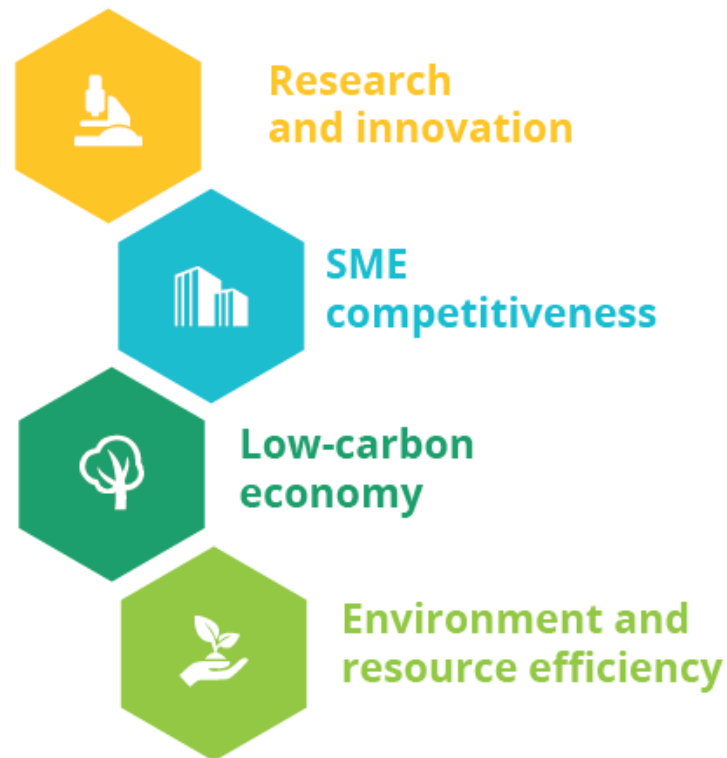 Research
and innovation
SME
competitiveness
Low-carbon
economy
Environment and
resource efficiency